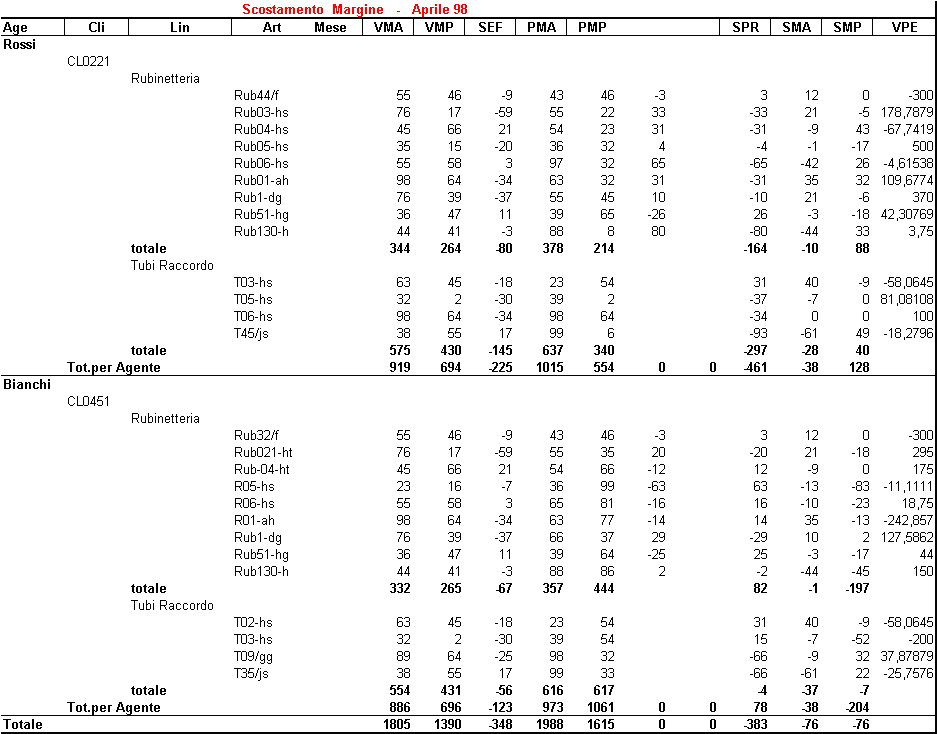 Scostamento Margine - Aprile 98
Age Cli Lin Art Mese VMA VMP SEF PMA PMP SPR SMA SMP VPE
Rossi
CL0221
Rubinetteria
Rub44/f 55 46 -9 43 46 -3 3 12 0 -300
Rub03-hs 76 17 -59 55 22 33 -33 21 -5 178,7879
Rub04-hs 45 66 21 54 23 31 -31 -9 43 -67,7419
Rub05-hs 35 15 -20 36 32 4 -4 -1 -17 500
Rub06-hs 55 58 3 97 32 65 -65 -42 26 -4,61538
Rub01-ah 98 64 -34 63 32 31 -31 35 32 109,6774
Rub1-dg 76 39 -37 55 45 10 -10 21 -6 370
Rub51-hg 36 47 11 39 65 -26 26 -3 -18 42,30769
Rub130-h 44 41 -3 88 8 80 -80 -44 33 3,75
totale 344 264 -80 378 214 -164 -10 88
Tubi Raccordo
T03-hs 63 45 -18 23 54 31 40 -9 -58,0645
T05-hs 32 2 -30 39 2 -37 -7 0 81,08108
T06-hs 98 64 -34 98 64 -34 0 0 100
T45/js 38 55 17 99 6 -93 -61 49 -18,2796
totale 575 430 -145 637 340 -297 -28 40
Tot.per Agente 919 694 -225 1015 554 0 0 -461 -38 128
Bianchi
CL0451
Rubinetteria
Rub32/f 55 46 -9 43 46 -3 3 12 0 -300
Rub021-ht 76 17 -59 55 35 20 -20 21 -18 295
Rub-04-ht 45 66 21 54 66 -12 12 -9 0 175
R05-hs 23 16 -7 36 99 -63 63 -13 -83 -11,1111
R06-hs 55 58 3 65 81 -16 16 -10 -23 18,75
R01-ah 98 64 -34 63 77 -14 14 35 -13 -242,857
Rub1-dg 76 39 -37 66 37 29 -29 10 2 127,5862
Rub51-hg 36 47 11 39 64 -25 25 -3 -17 44
Rub130-h 44 41 -3 88 86 2 -2 -44 -45 150
totale 332 265 -67 357 444 82 -1 -197
Tubi Raccordo
T02-hs 63 45 -18 23 54 31 40 -9 -58,0645
T03-hs 32 2 -30 39 54 15 -7 -52 -200
T09/gg 89 64 -25 98 32 -66 -9 32 37,87879
T35/js 38 55 17 99 33 -66 -61 22 -25,7576
totale 554 431 -56 616 617 -4 -37 -7
Tot.per Agente 886 696 -123 973 1061 0 0 78 -38 -204
Totale 1805 1390 -348 1988 1615 0 0 -383 -76 -76